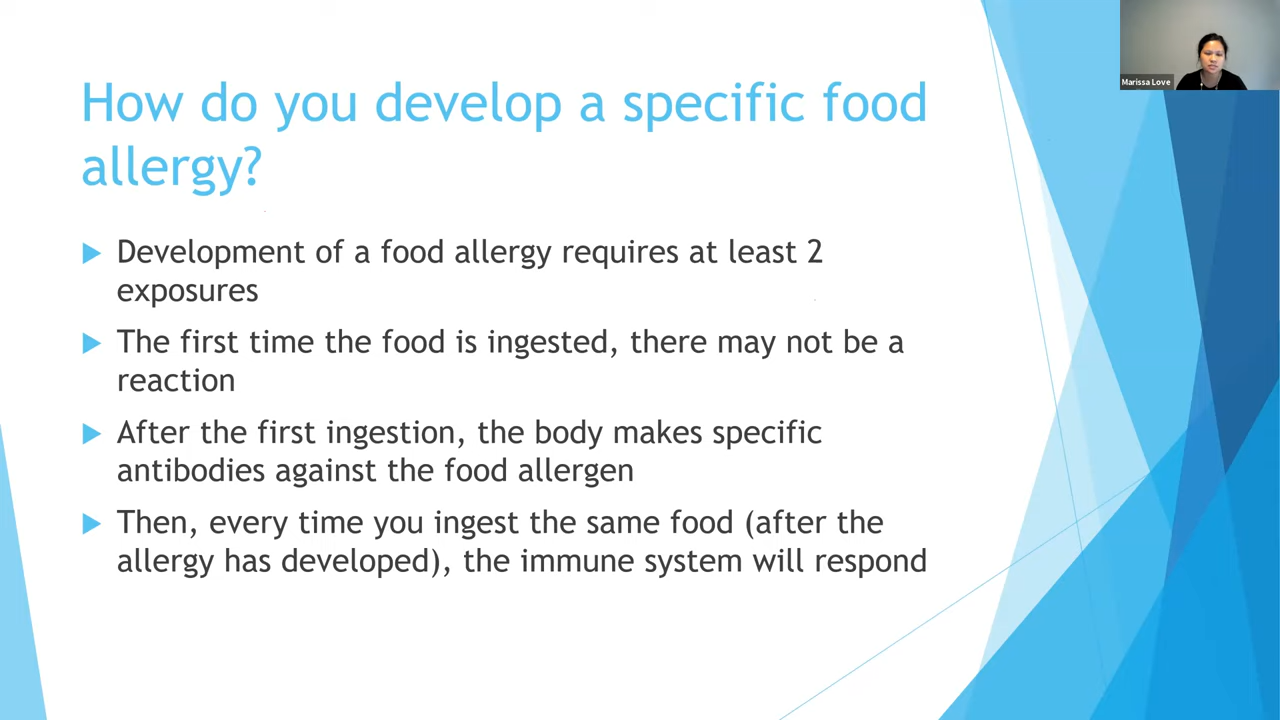 How do you develop a specific food
allergy?
Development of a food allergy requires at least 2
exposures
The first time the food is ingested, there may not be a
reaction
After the first ingestion, the body makes specific
antibodies against the food allergen
Then, every time you ingest the same food (after the
allergy has developed), the immune system will respond
Marissa Love